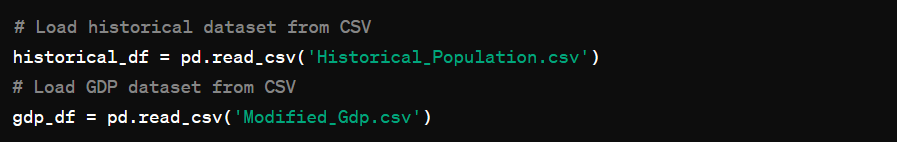 # Load historical dataset from CSV
historical_df = pd.read_csv('Historical_Population.csv')
# Load GDP dataset from CSV
gdp_df = pd.read_csv('Modified_Gdp.csv')